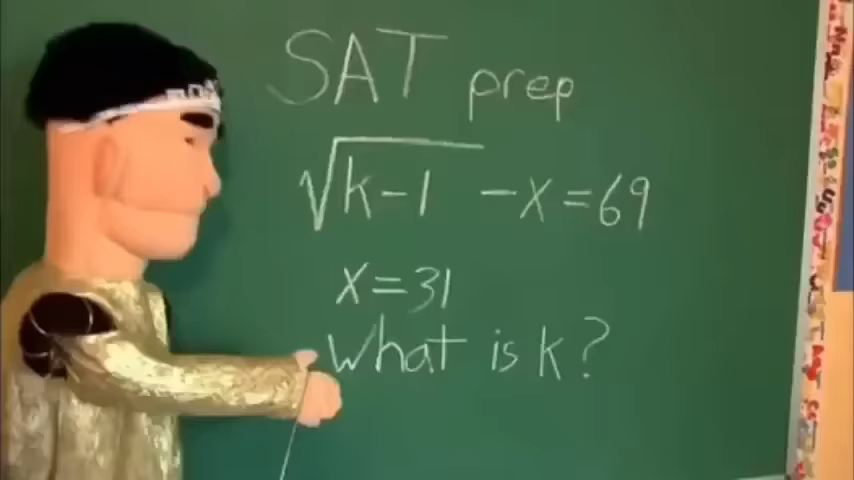 SAT prep
√k-1 -x=69
x=31
What is k?